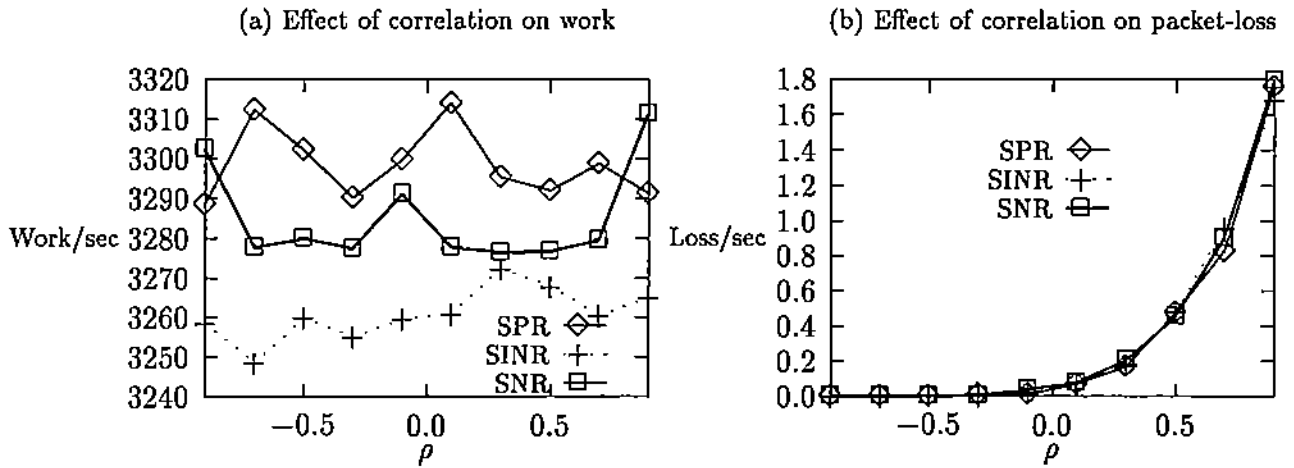 (a) Effect of correlation on work
3320
3310
3300
3290
Work/sec 3280
3270
3260
3250
3240
SPR
SINR
SNR
−0.5 0.0 0.5
ρ
(b) Effect of correlation on packet-loss
1.8
1.6
1.4
1.2
1.0
Loss/sec 0.8
0.6
0.4
0.2
0.0
SPR
SINR
SNR
−0.5 0.0 0.5
ρ